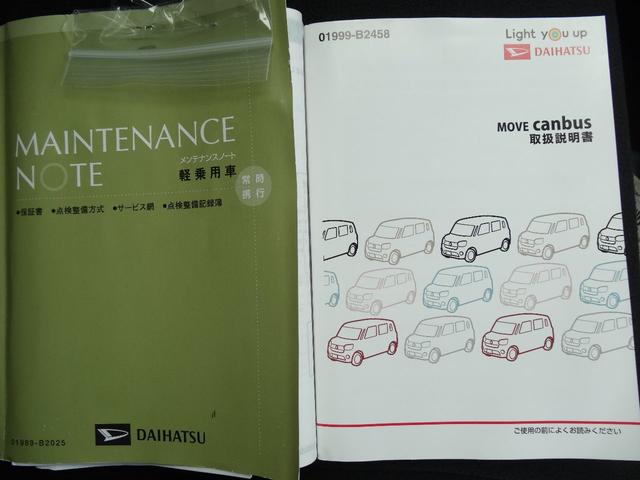 MAINTENANCE
NOTE
メンテナンスノート
軽乗用車
常時
携行
•保証書 •点検整備方式 •サービス網 •点検整備記録簿
01989-B2025
DAIHATSU
01999-B2458
Light you up
DAIHATSU
MOVE canbus
取扱説明書
ご使用の前によくお読みください